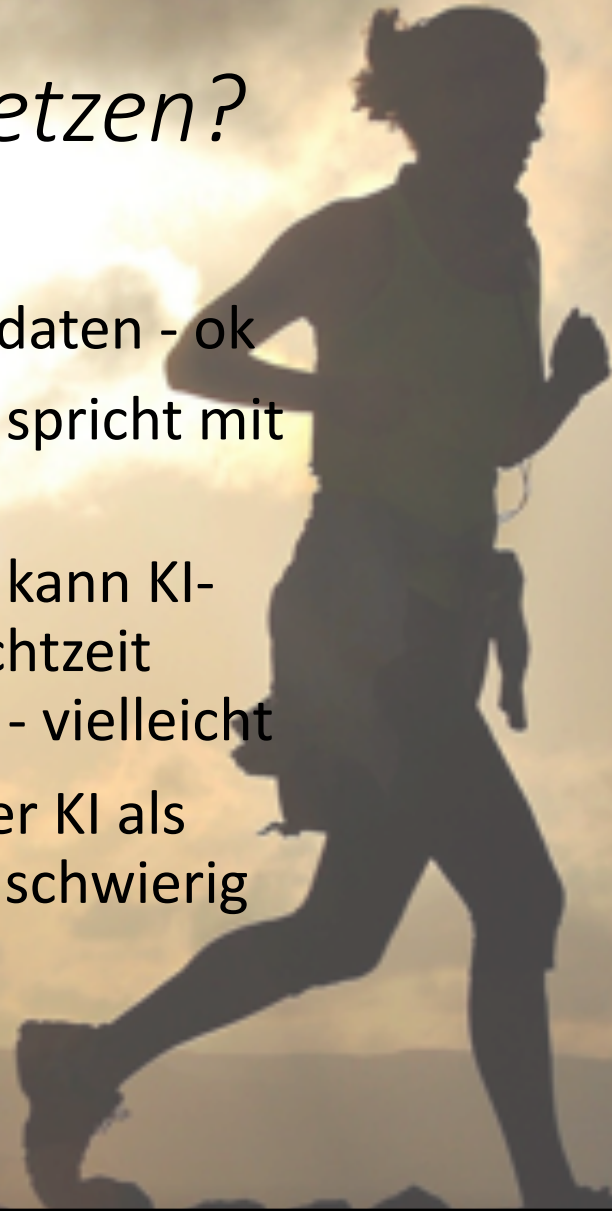 etzen?
daten - ok
spricht mit
kann KI-
chtzeit
- vielleicht
er KI als
schwierig